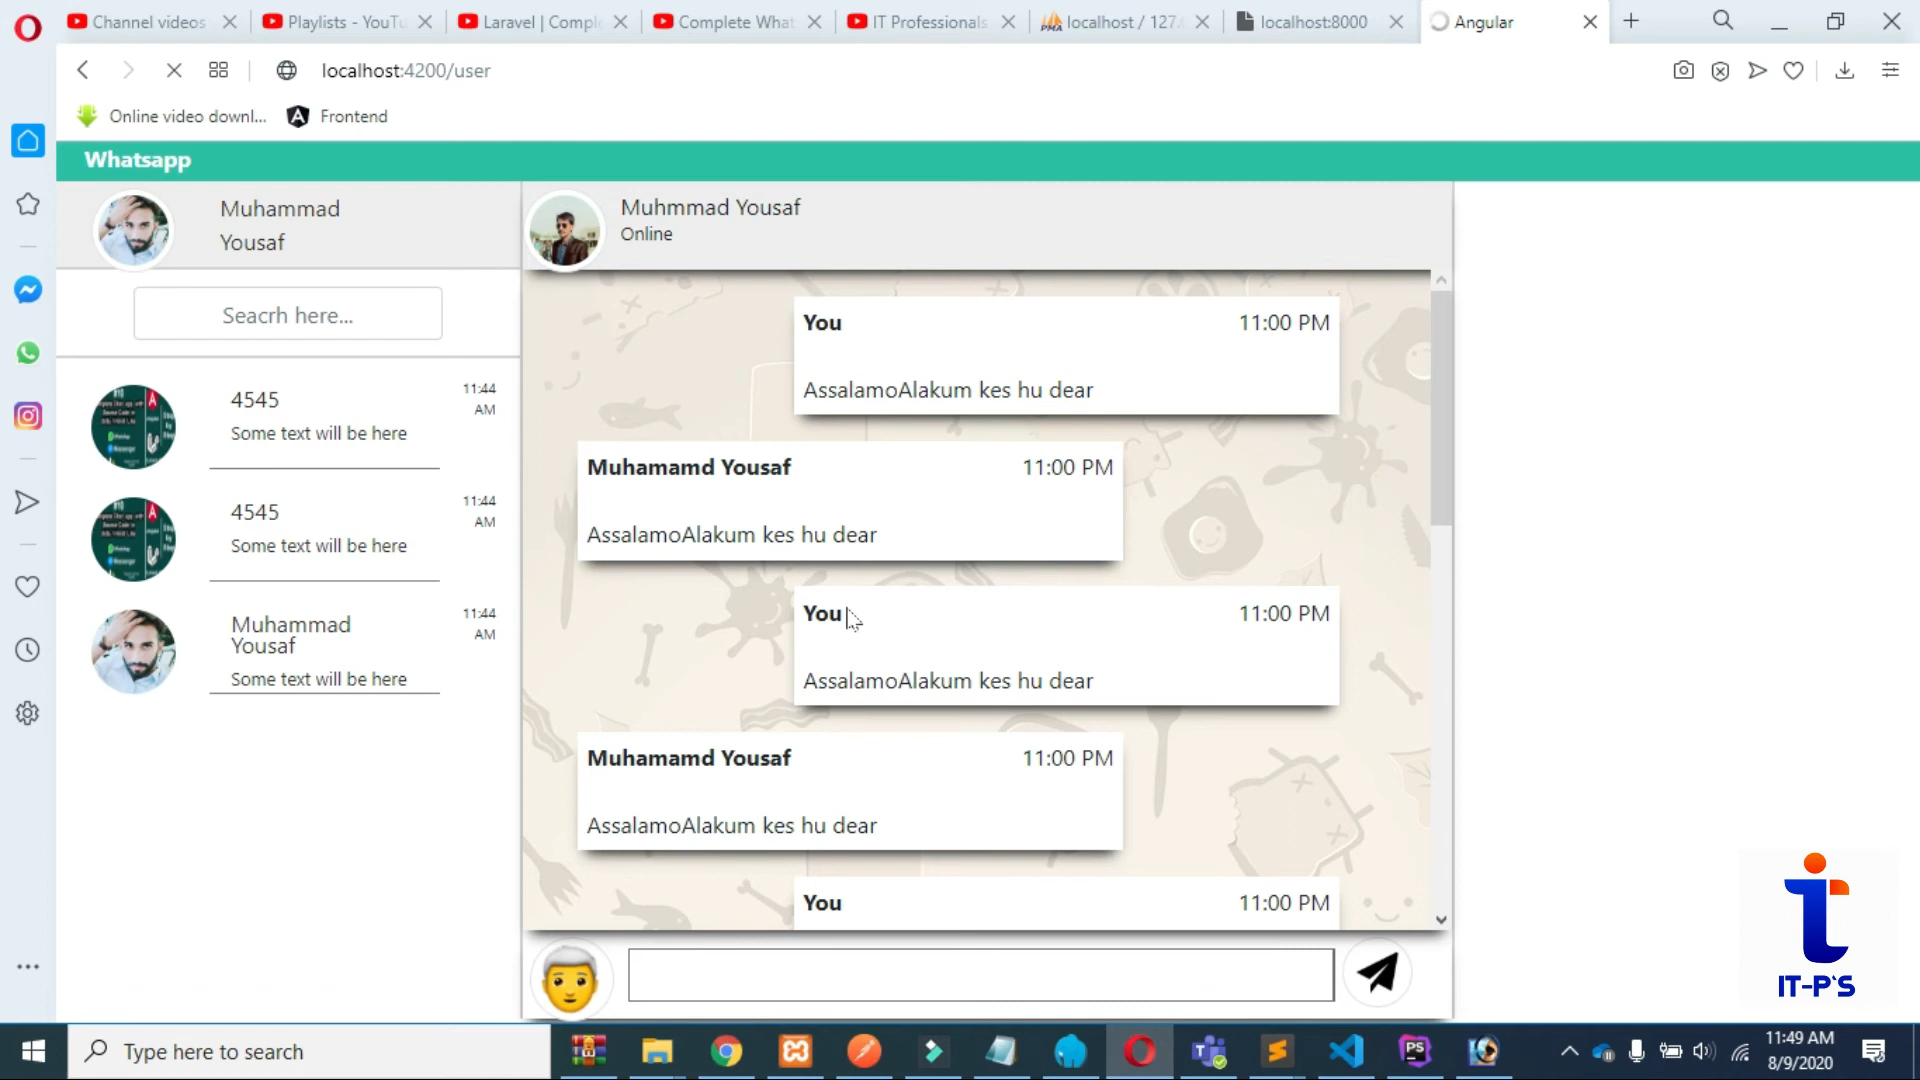 Channel videos
Playlists - YouTu
Laravel | Comple
Complete What
IT Professionals
localhost / 127.
localhost:8000
Angular
localhost:4200/user
Online video downl...
Frontend
Whatsapp
Muhammad
Yousaf
Muhmmad Yousaf
Online
Seacrh here...
4545
11:44
AM
Some text will be here
4545
11:44
AM
Some text will be here
Muhammad
Yousaf
11:44
AM
Some text will be here
You
11:00 PM
AssalamoAlakum kes hu dear
Muhamamd Yousaf
11:00 PM
AssalamoAlakum kes hu dear
You
11:00 PM
AssalamoAlakum kes hu dear
Muhamamd Yousaf
11:00 PM
AssalamoAlakum kes hu dear
You
11:00 PM
IT-P'S
Type here to search
PS
11:49 AM
8/9/2020